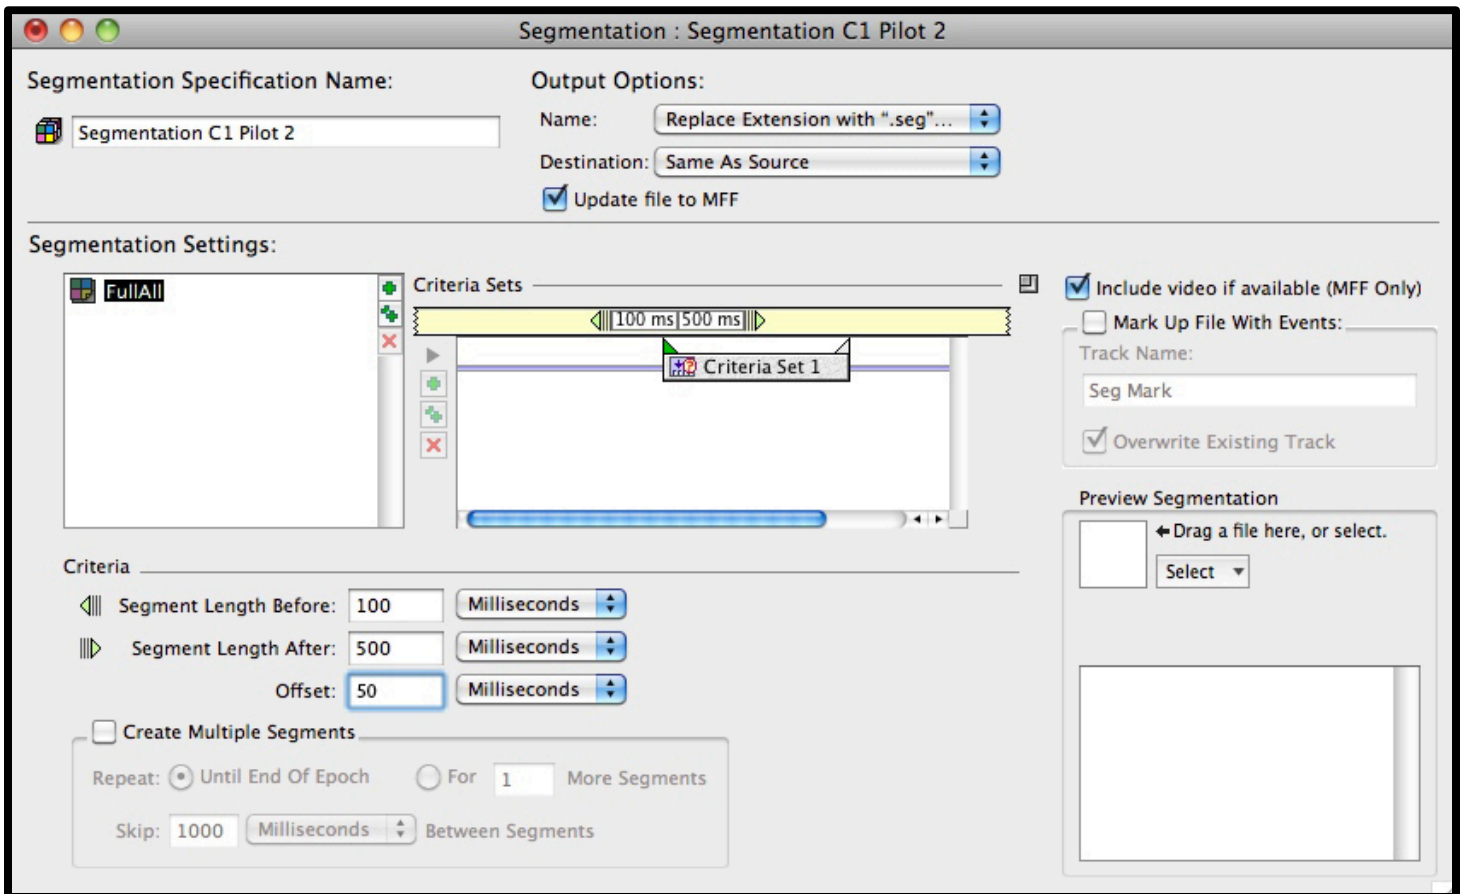 Segmentation : Segmentation C1 Pilot 2
Segmentation Specification Name:
Segmentation C1 Pilot 2
Output Options:
Name: Replace Extension with ".seg"...
Destination: Same As Source
Update file to MFF
Segmentation Settings:
FullAll
Criteria Sets
100 ms 500 ms
Criteria Set 1
Include video if available (MFF Only)
Mark Up File With Events:
Track Name:
Seg Mark
Overwrite Existing Track
Preview Segmentation
Drag a file here, or select.
Select
Criteria
Segment Length Before: 100 Milliseconds
Segment Length After: 500 Milliseconds
Offset: 50 Milliseconds
Create Multiple Segments
Repeat: Until End Of Epoch For 1 More Segments
Skip: 1000 Milliseconds Between Segments